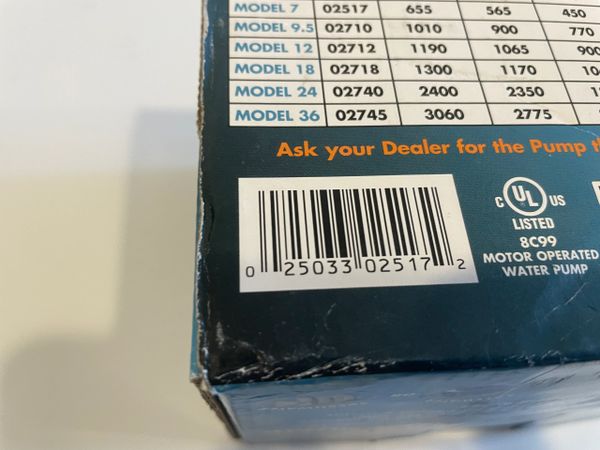 MODEL 7 02517 655 565 450
MODEL 9.5 02710 1010 900 770
MODEL 12 02712 1190 1065 900
MODEL 18 02718 1300 1170
MODEL 24 02740 2400 2350
MODEL 36 02745 3060 2775
Ask your Dealer for the Pump
0 25033 02517 2
C UL US
LISTED
8C99
MOTOR OPERATED
WATER PUMP